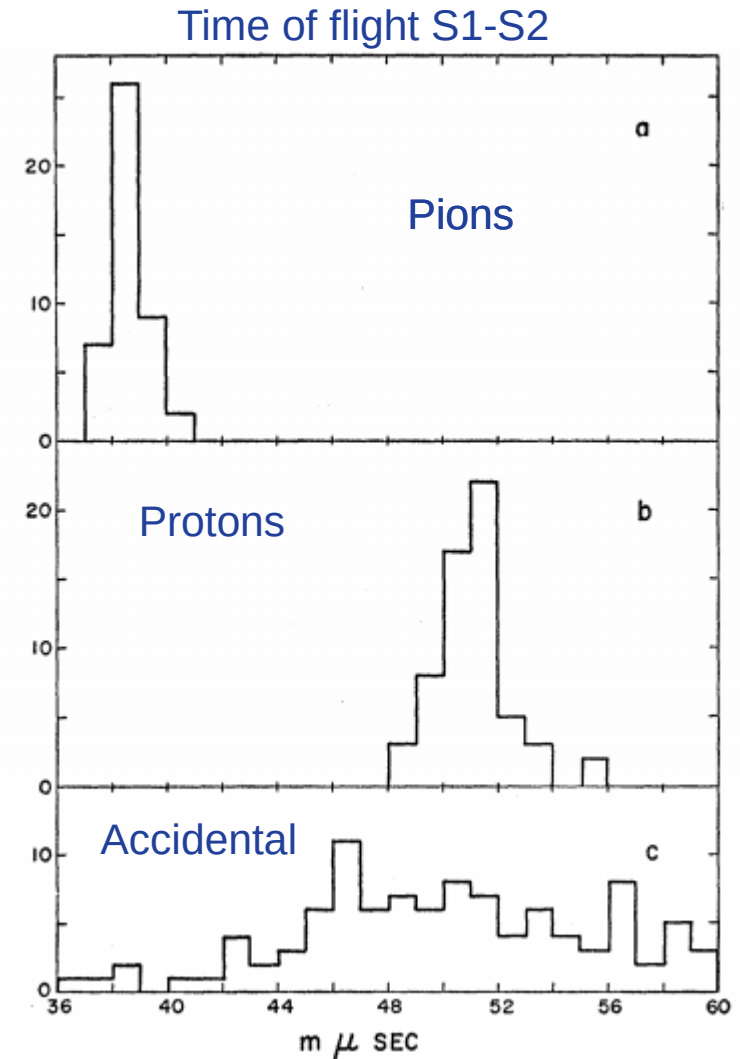 Time of flight S1-S2
a
20
Pions
10
0
20
b
Protons
10
0
Accidental
10
c
0
36 40 44 48 52 56 60
m μ SEC